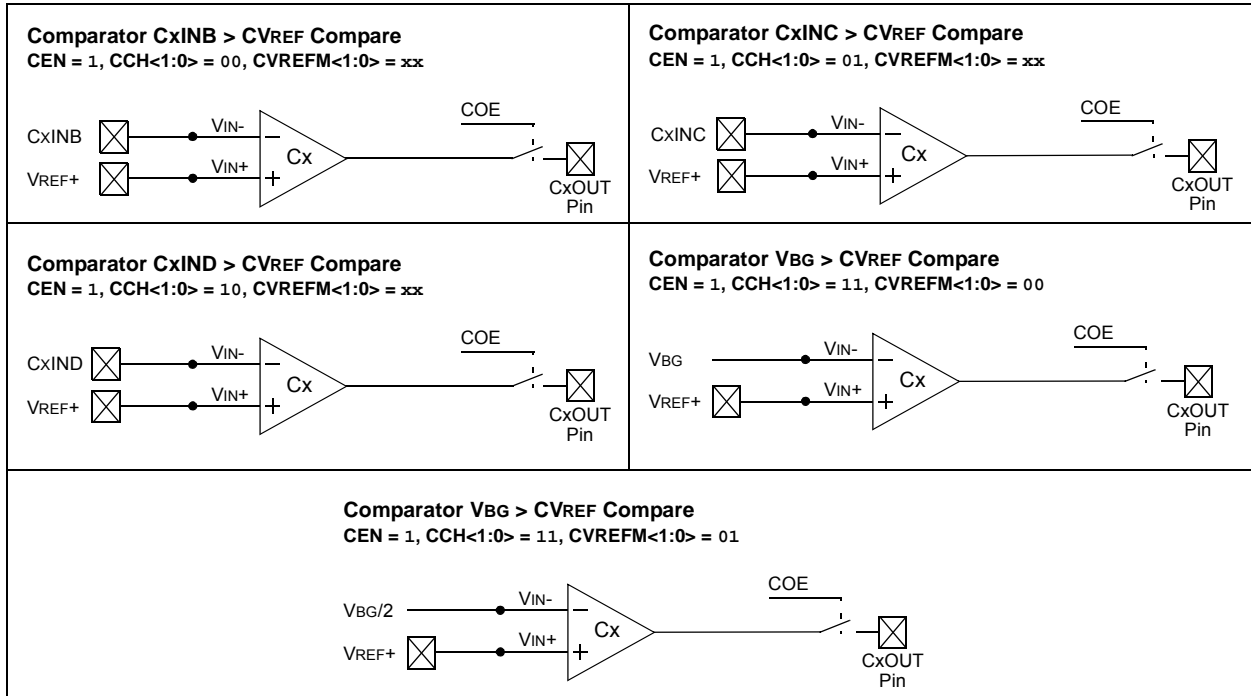 Comparator CxINB > CVREF Compare
CEN = 1, CCH<1:0> = 00, CVREFM<1:0> = xx
COE
CxINB
VIN-
Cx
VREF+
VIN+
CxOUT
Pin
Comparator CxINC > CVREF Compare
CEN = 1, CCH<1:0> = 01, CVREFM<1:0> = xx
COE
CxINC
VIN-
Cx
VREF+
VIN+
CxOUT
Pin
Comparator CxIND > CVREF Compare
CEN = 1, CCH<1:0> = 10, CVREFM<1:0> = xx
COE
CxIND
VIN-
Cx
VREF+
VIN+
CxOUT
Pin
Comparator VBG > CVREF Compare
CEN = 1, CCH<1:0> = 11, CVREFM<1:0> = 00
COE
VBG
VIN-
Cx
VREF+
VIN+
CxOUT
Pin
Comparator VBG > CVREF Compare
CEN = 1, CCH<1:0> = 11, CVREFM<1:0> = 01
COE
VBG/2
VIN-
Cx
VREF+
VIN+
CxOUT
Pin